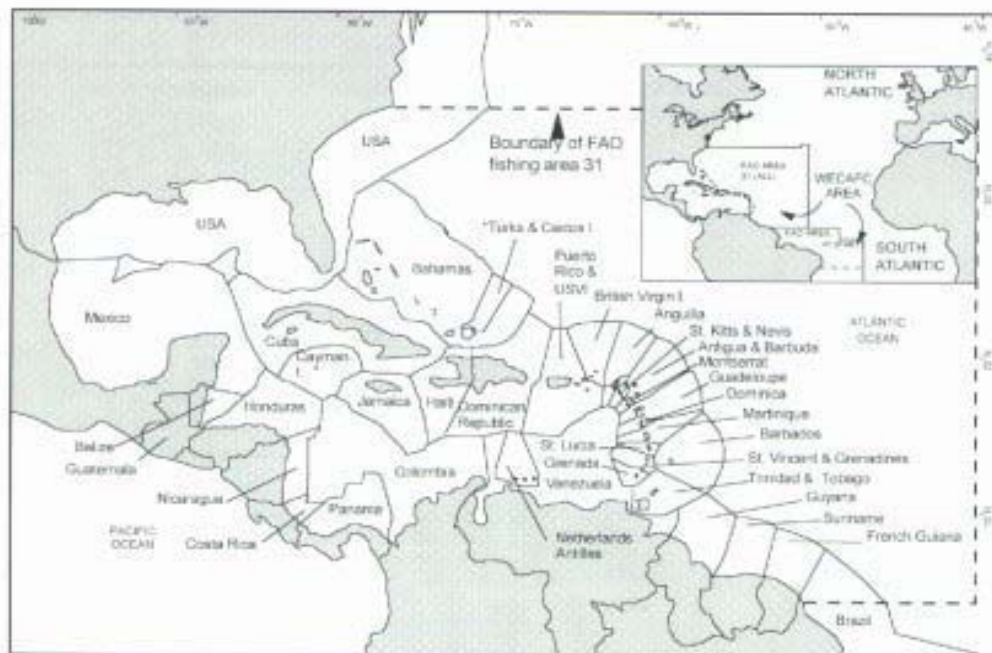 USA
Boundary of FAO
fishing area 31
NORTH
ATLANTIC
WECAFC
AREA
SOUTH
ATLANTIC
USA
Turks & Caicos I.
Bahamas
Puerto
Rico &
USVI
British Virgin I.
Anguilla
St. Kitts & Nevis
Antigua & Barbuda
Montserrat
Guadeloupe
Dominica
Martinique
Barbados
ATLANTIC
OCEAN
Mexico
Cuba
Cayman
I.
Jamaica
Haiti
Dominican
Republic
Honduras
Belize
Guatemala
St. Lucia
Grenada
Venezuela
St. Vincent & Grenadines
Trinidad & Tobago
Guyana
Suriname
French Guiana
Colombia
Nicaragua
Panama
Costa Rica
PACIFIC
OCEAN
Netherlands
Antilles
Brazil